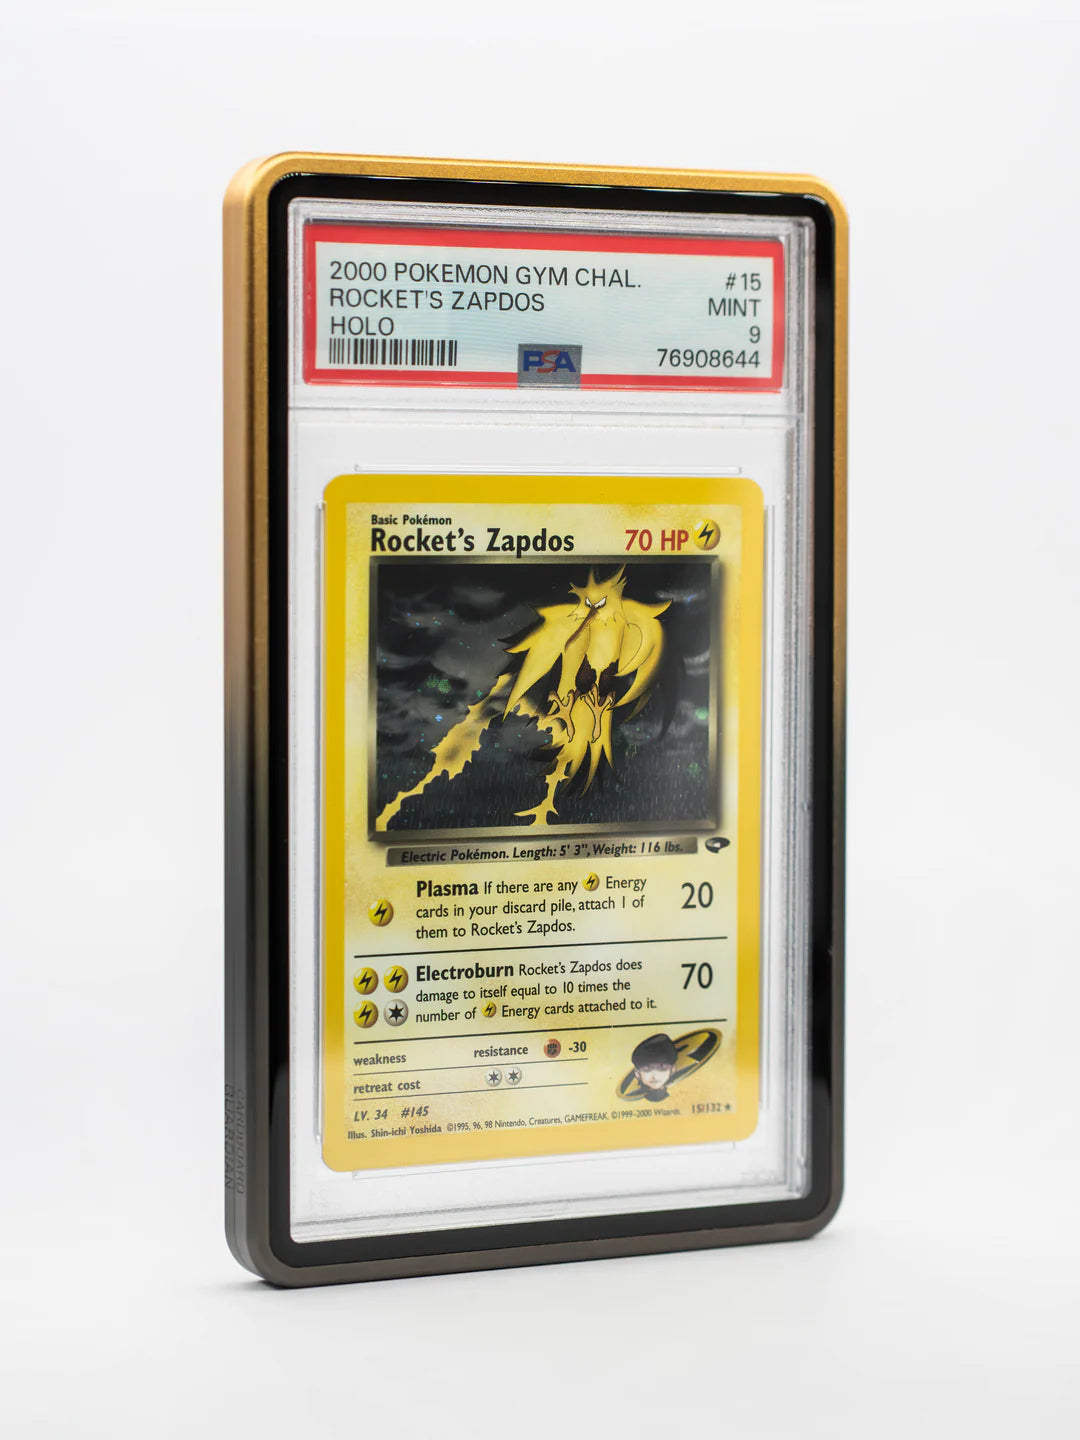 2000 POKEMON GYM CHAL. #15
ROCKET'S ZAPDOS MINT
HOLO 9
PSA 76908644
Basic Pokémon
Rocket's Zapdos 70 HP
Electric Pokémon. Length: 5' 3", Weight: 116 lbs.
Plasma If there are any Energy
cards in your discard pile, attach 1 of
them to Rocket's Zapdos.
20
Electroburn Rocket's Zapdos does
damage to itself equal to 10 times the
number of Energy cards attached to it.
70
weakness resistance -30
retreat cost
LV. 34 #145
Illus. Shin-ichi Yoshida ©1995, 96, 98 Nintendo, Creatures, GAMEFREAK. ©1999-2000 Wizards. 15/132 ★
CARDBOARD
GUARDIAN